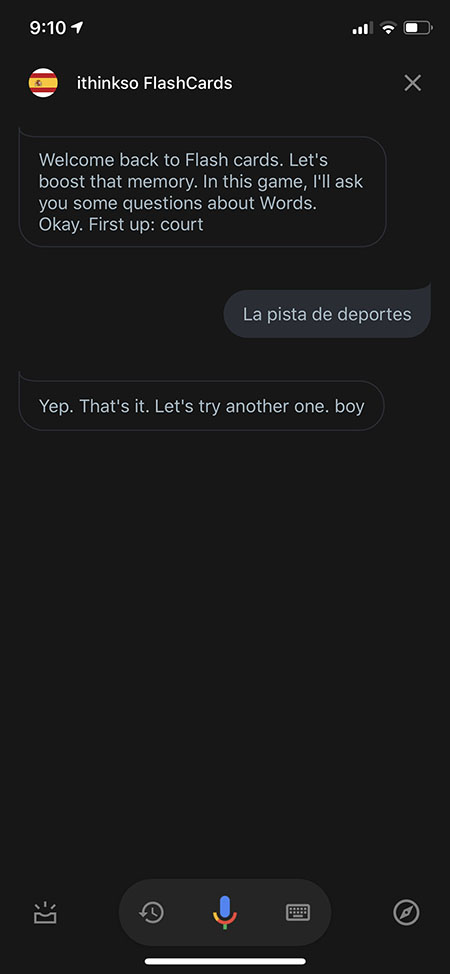 9:10
ithinkso FlashCards
Welcome back to Flash cards. Let's
boost that memory. In this game, I'll ask
you some questions about Words.
Okay. First up: court
La pista de deportes
Yep. That's it. Let's try another one. boy